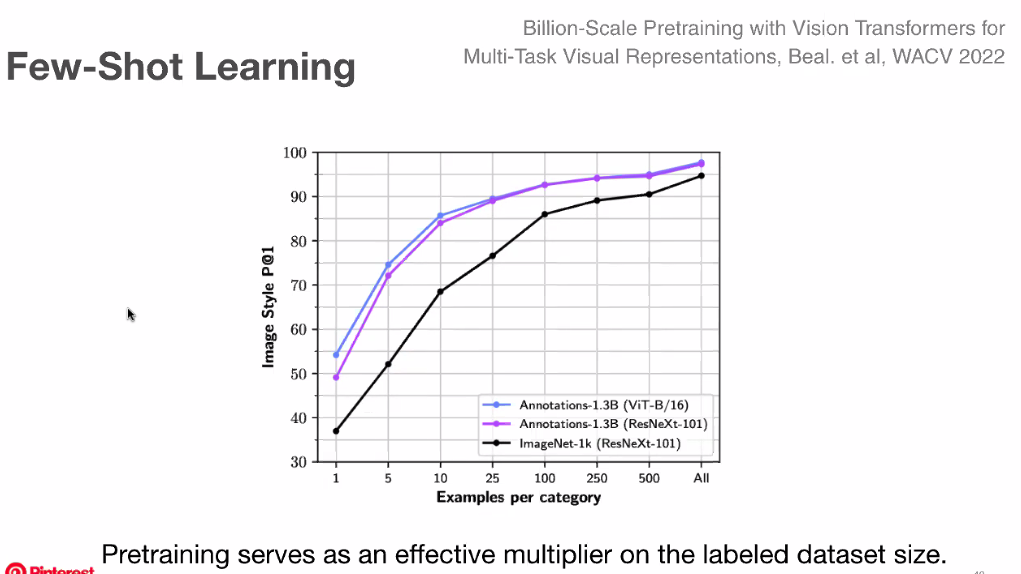 Billion-Scale Pretraining with Vision Transformers for
Few-Shot Learning
Multi-Task Visual Representations, Beal. et al, WACV 2022
100
90
80
70
60
50
40
30
Image Style P@1
Annotations-1.3B (ViT-B/16)
Annotations-1.3B (ResNeXt-101)
ImageNet-1k (ResNeXt-101)
1 5 10 25 100 250 500 All
Examples per category
Pretraining serves as an effective multiplier on the labeled dataset size.
Pinterest